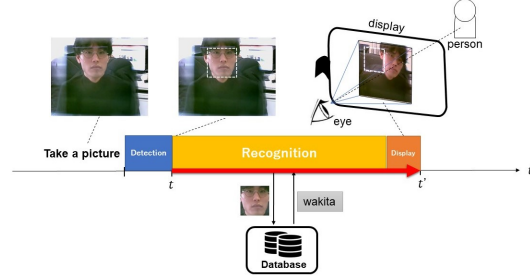 display
person
eye
Take a picture
Detection
Recognition
Display
t
t'
t
wakita
Database